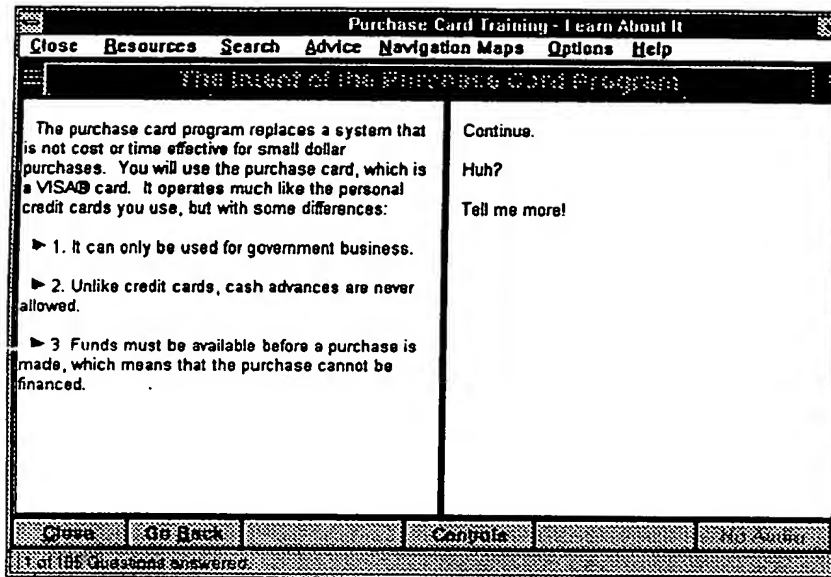 Purchase Card Training - Learn About It
Close Resources Search Advice Navigation Maps Options Help
The Intent of the Purchase Card Program
The purchase card program replaces a system that
is not cost or time effective for small dollar
purchases. You will use the purchase card, which is
a VISA® card. It operates much like the personal
credit cards you use, but with some differences:
► 1. It can only be used for government business.
► 2. Unlike credit cards, cash advances are never
allowed.
► 3 Funds must be available before a purchase is
made, which means that the purchase cannot be
financed.
Continue.
Huh?
Tell me more!
Close Go Back Controls No Audio
1 of 105 Questions answered